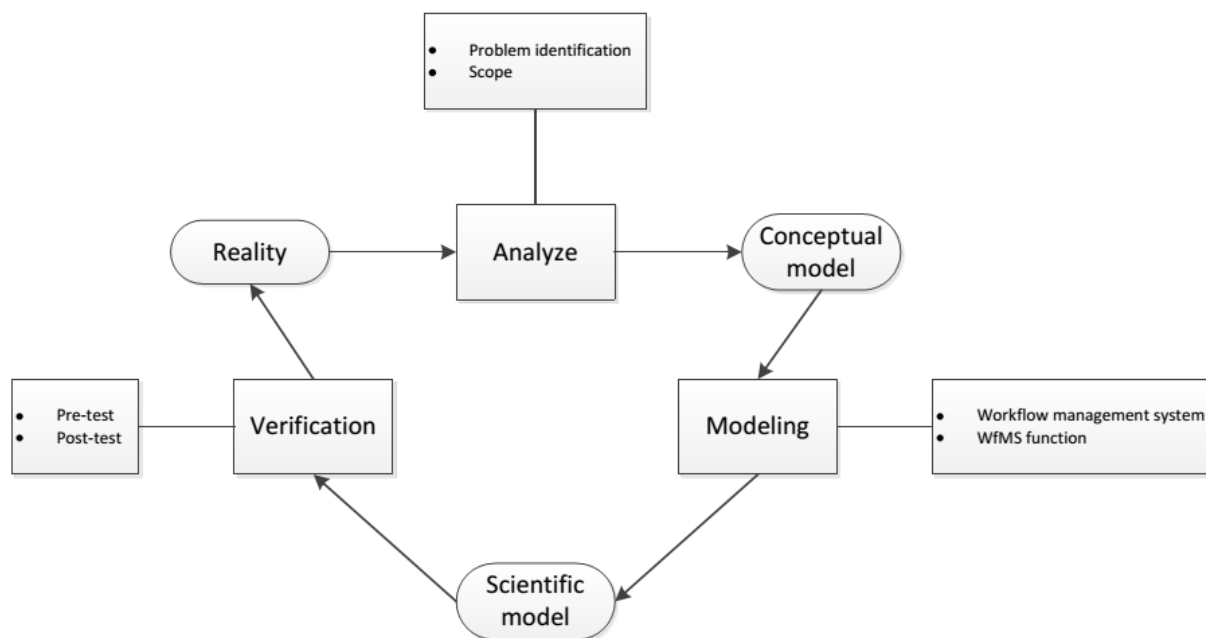 • Problem identification
• Scope
Reality
Analyze
Conceptual
model
• Pre-test
• Post-test
Verification
Modeling
• Workflow management system
• WfMS function
Scientific
model